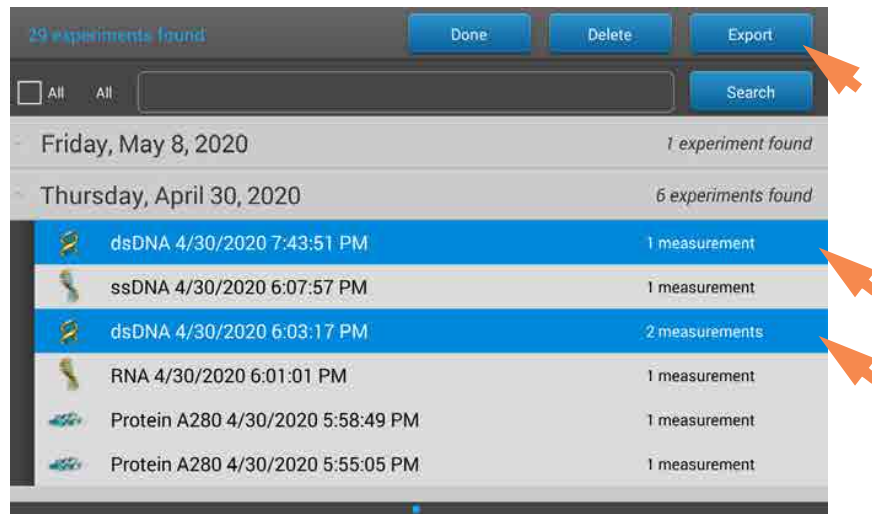 29 experiments found
Done
Delete
Export
All
All
Search
Friday, May 8, 2020
1 experiment found
Thursday, April 30, 2020
6 experiments found
dsDNA 4/30/2020 7:43:51 PM
1 measurement
ssDNA 4/30/2020 6:07:57 PM
1 measurement
dsDNA 4/30/2020 6:03:17 PM
2 measurements
RNA 4/30/2020 6:01:01 PM
1 measurement
Protein A280 4/30/2020 5:58:49 PM
1 measurement
Protein A280 4/30/2020 5:55:05 PM
1 measurement